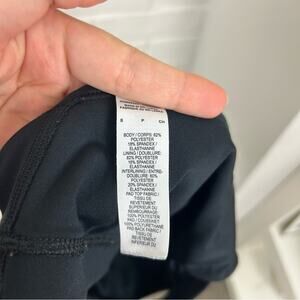 S P CH
BODY / CORPS: 82%
POLYESTER
18% SPANDEX /
ELASTHANNE
LINING / DOUBLURE:
82% POLYESTER
18% SPANDEX /
ELASTHANNE
INTERLINING / ENTRE-
DOUBLURE: 80%
POLYESTER
20% SPANDEX /
ELASTHANNE
PAD TOP FABRIC /
TISSU DE
REVETEMENT
SUPERIEUR DU
REMBOURRAGE:
100% POLYESTER
PAD / COUSSINET:
100% POLYURETHANE
PAD BACK FABRIC /
TISSU DE
REVETEMENT
INFERIEUR DU